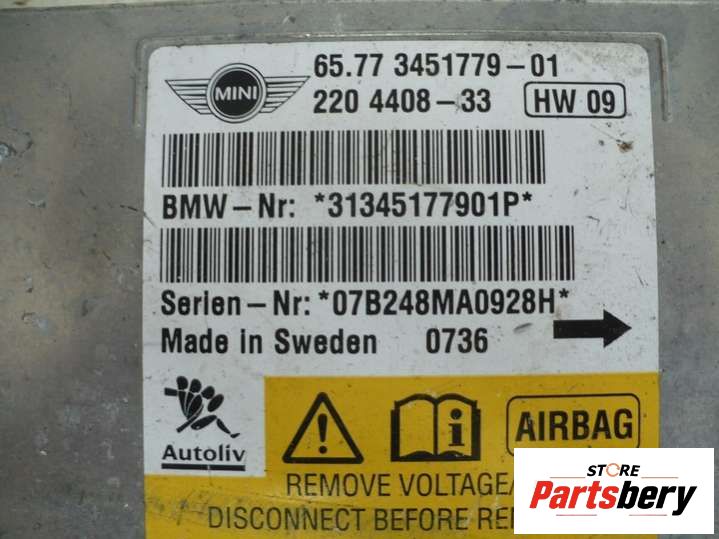 MINI
65.77 3451779-01
220 4408-33 HW 09
BMW-Nr: *31345177901P*
Serien-Nr: *07B248MA0928H*
Made in Sweden 0736
Autoliv
AIRBAG
REMOVE VOLTAGE/
DISCONNECT BEFORE
STORE
Partsbery